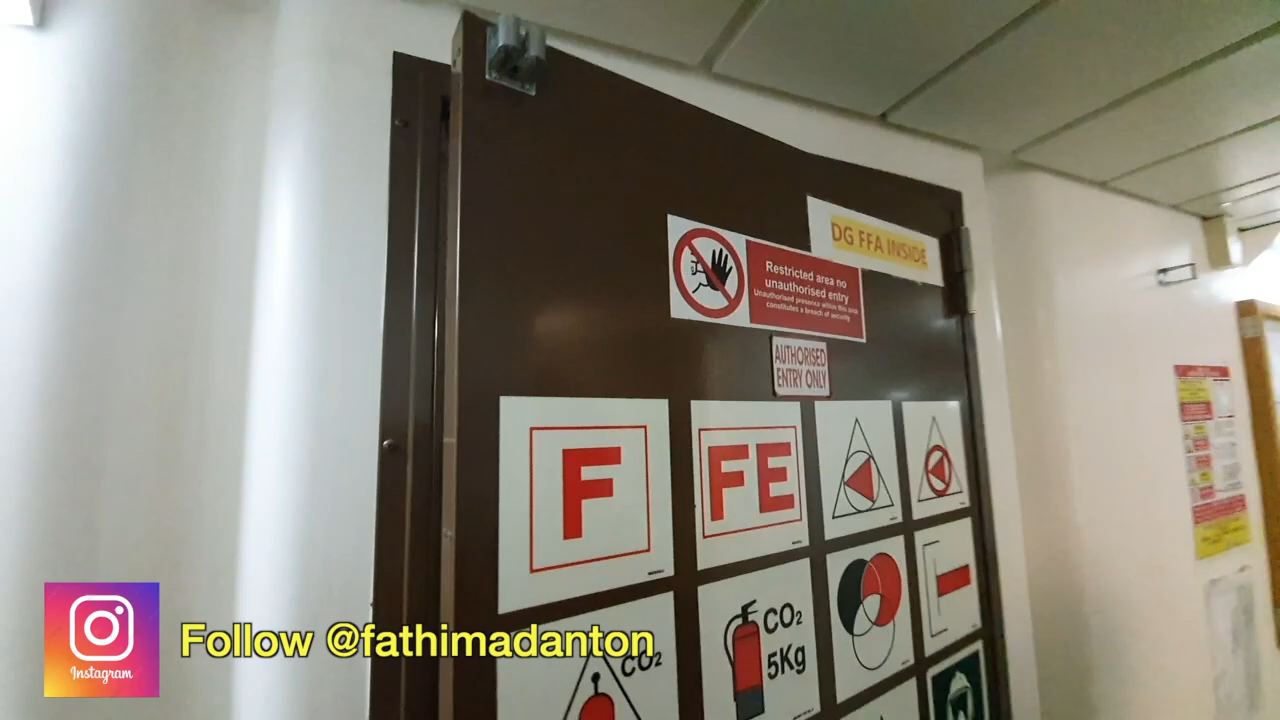 DG FFA INSIDE
Restricted area no
unauthorised entry
Unauthorised presence within this area
constitutes a breach of security
AUTHORISED
ENTRY ONLY
F
FE
CO2
5Kg
CO2
Instagram
Follow @fathimadanton